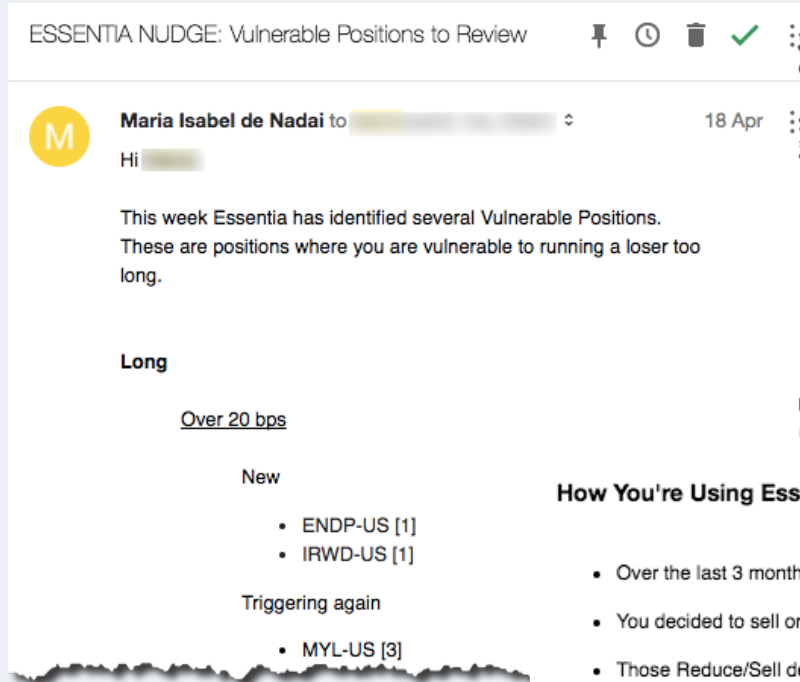 ESSENTIA NUDGE: Vulnerable Positions to Review
M
Maria Isabel de Nadai to
18 Apr
Hi
This week Essentia has identified several Vulnerable Positions.
These are positions where you are vulnerable to running a loser too
long.
Long
Over 20 bps
New
• ENDP-US [1]
• IRWD-US [1]
Triggering again
• MYL-US [3]
How You're Using Ess
• Over the last 3 month
• You decided to sell or
• Those Reduce/Sell de